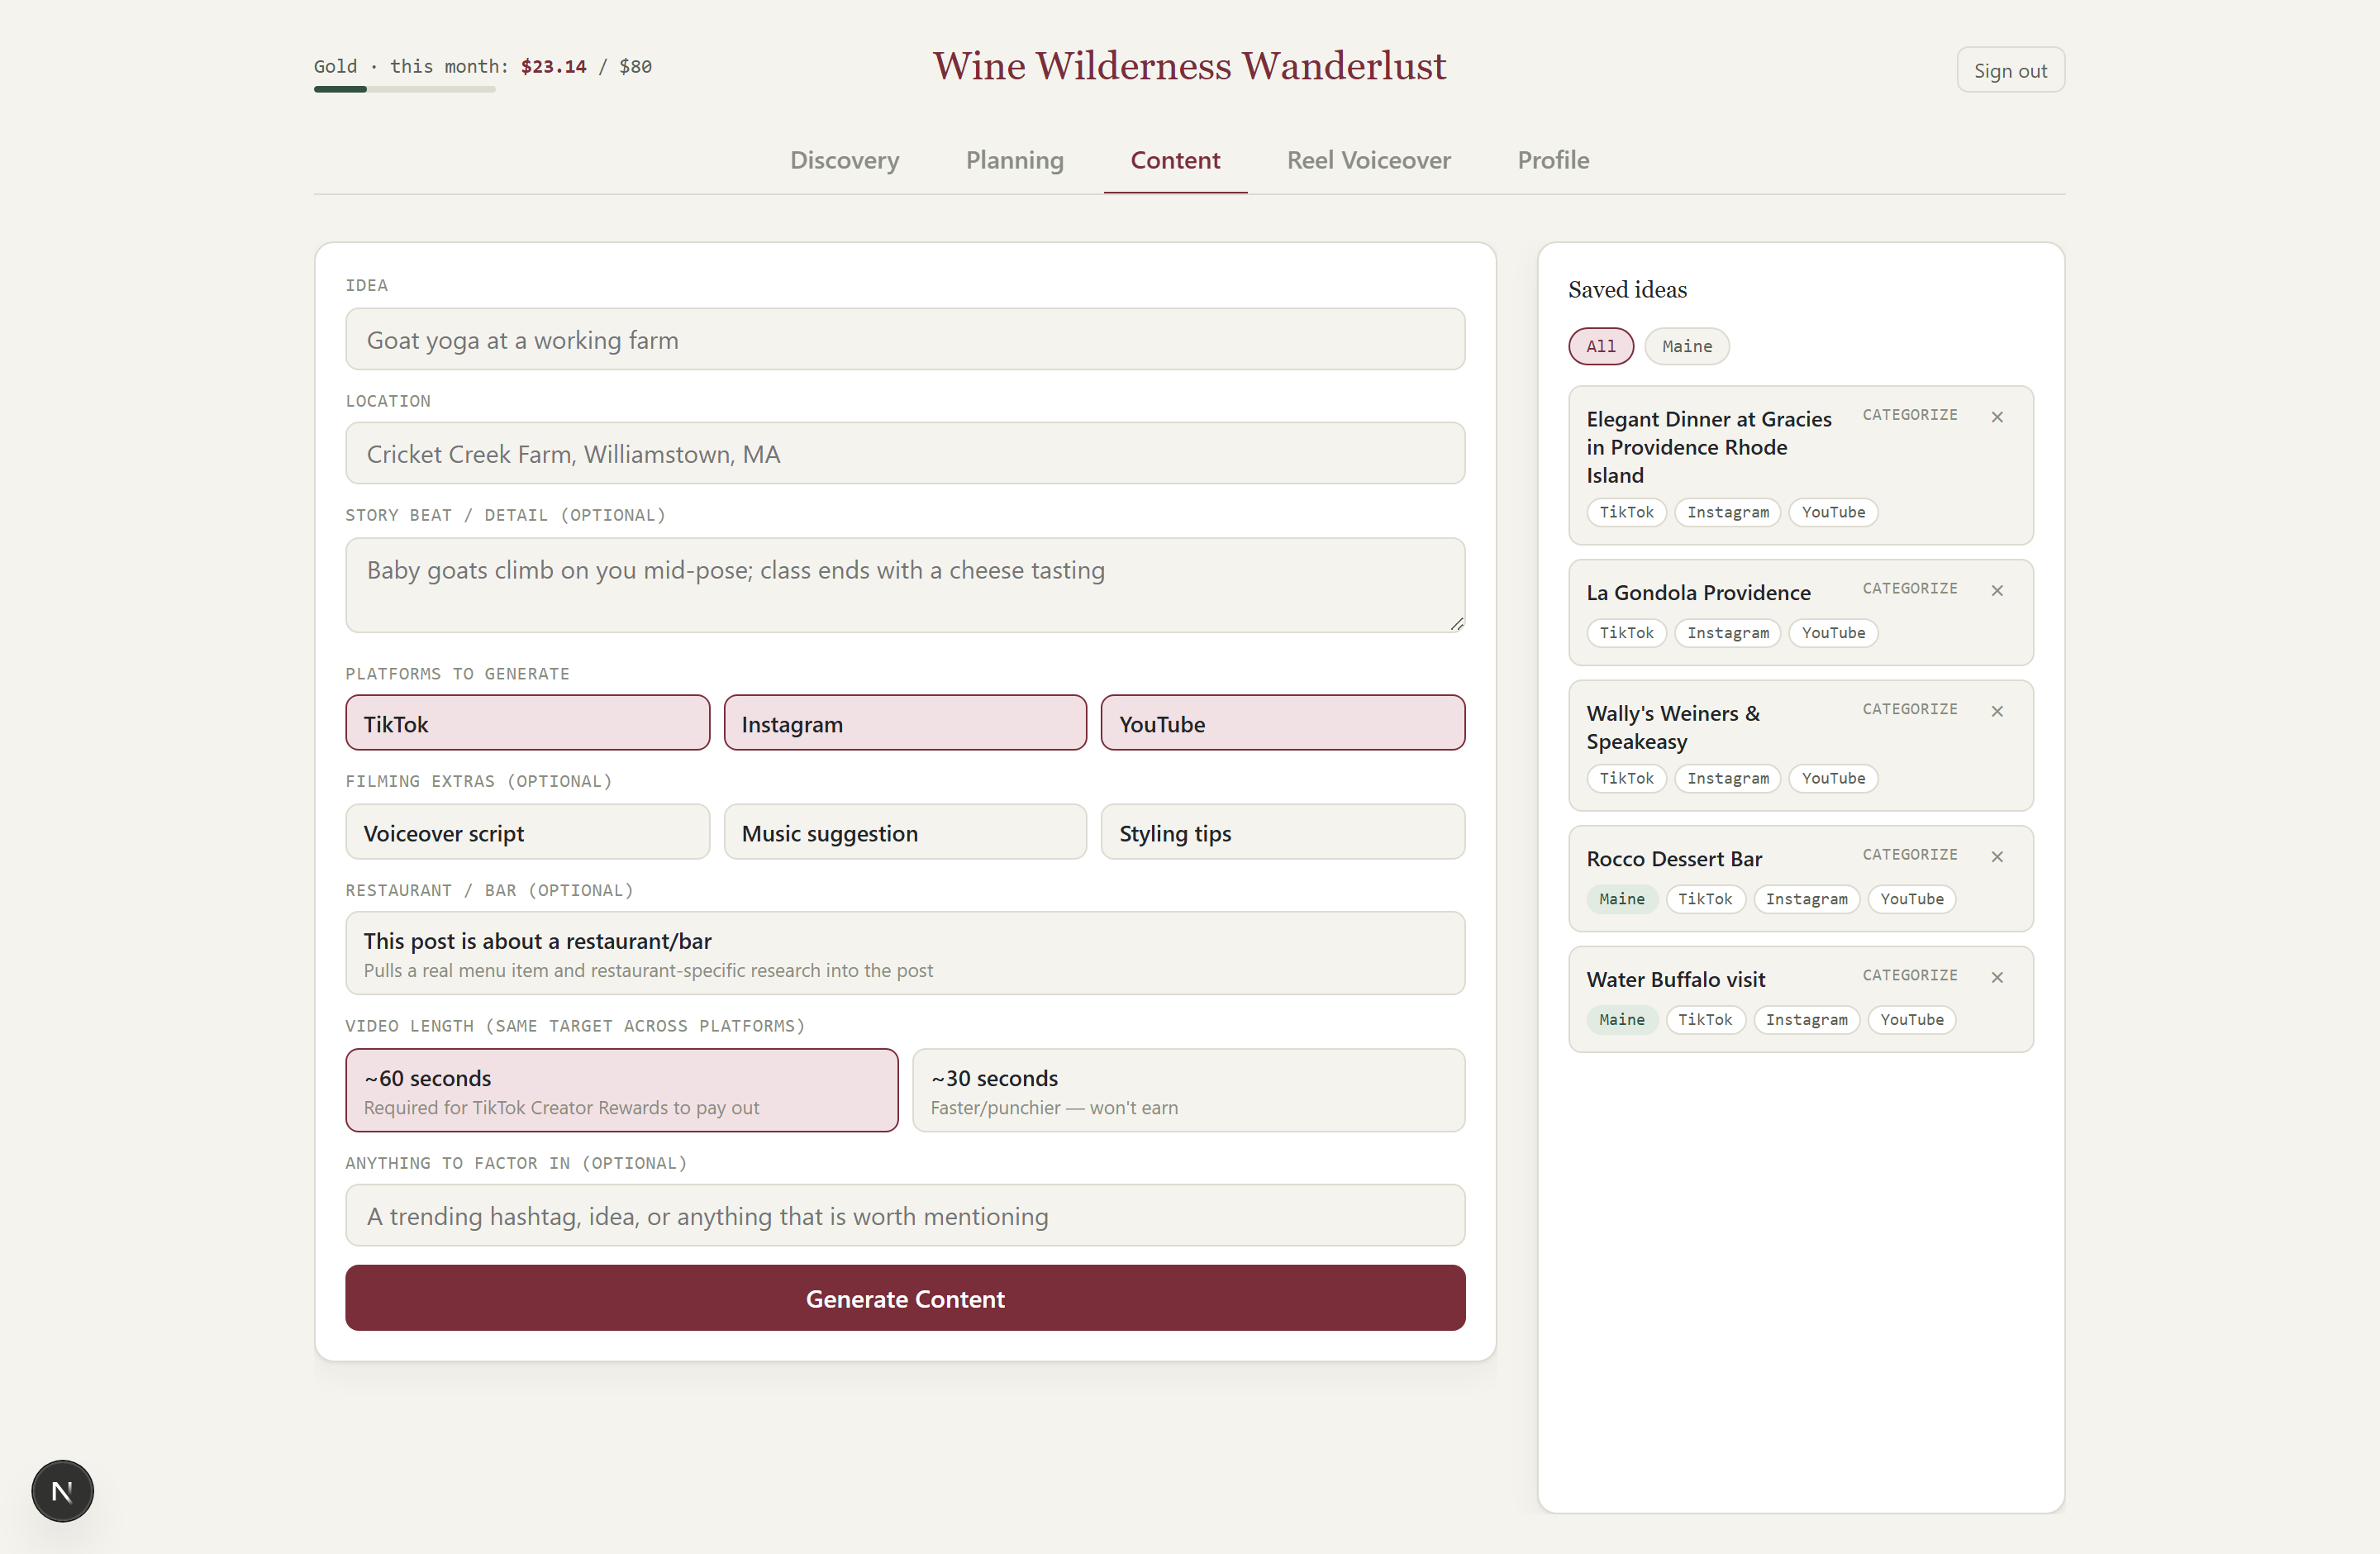 Gold · this month: $23.14 / $80
Wine Wilderness Wanderlust
Sign out
Discovery
Planning
Content
Reel Voiceover
Profile
IDEA
Goat yoga at a working farm
LOCATION
Cricket Creek Farm, Williamstown, MA
STORY BEAT / DETAIL (OPTIONAL)
Baby goats climb on you mid-pose; class ends with a cheese tasting
PLATFORMS TO GENERATE
TikTok
Instagram
YouTube
FILMING EXTRAS (OPTIONAL)
Voiceover script
Music suggestion
Styling tips
RESTAURANT / BAR (OPTIONAL)
This post is about a restaurant/bar
Pulls a real menu item and restaurant-specific research into the post
VIDEO LENGTH (SAME TARGET ACROSS PLATFORMS)
~60 seconds
Required for TikTok Creator Rewards to pay out
~30 seconds
Faster/punchier — won't earn
ANYTHING TO FACTOR IN (OPTIONAL)
A trending hashtag, idea, or anything that is worth mentioning
Generate Content
Saved ideas
All
Maine
Elegant Dinner at Gracies
in Providence Rhode
Island
CATEGORIZE ×
TikTok Instagram YouTube
La Gondola Providence
CATEGORIZE ×
TikTok Instagram YouTube
Wally's Weiners &
Speakeasy
CATEGORIZE ×
TikTok Instagram YouTube
Rocco Dessert Bar
CATEGORIZE ×
Maine TikTok Instagram YouTube
Water Buffalo visit
CATEGORIZE ×
Maine TikTok Instagram YouTube
N